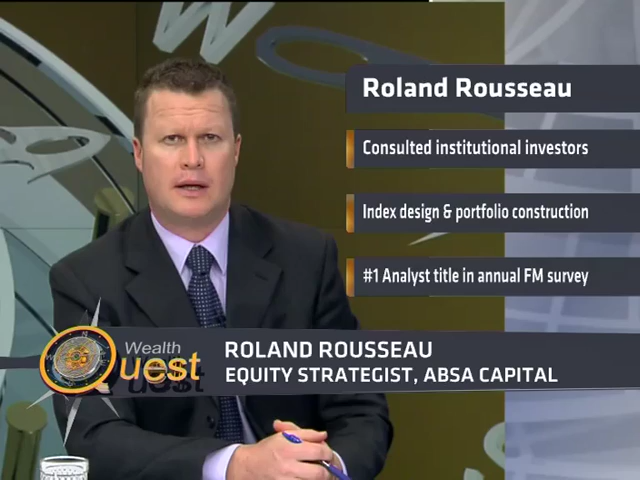 Roland Rousseau
Consulted institutional investors
Index design & portfolio construction
#1 Analyst title in annual FM survey
Wealth
Quest
ROLAND ROUSSEAU
EQUITY STRATEGIST, ABSA CAPITAL